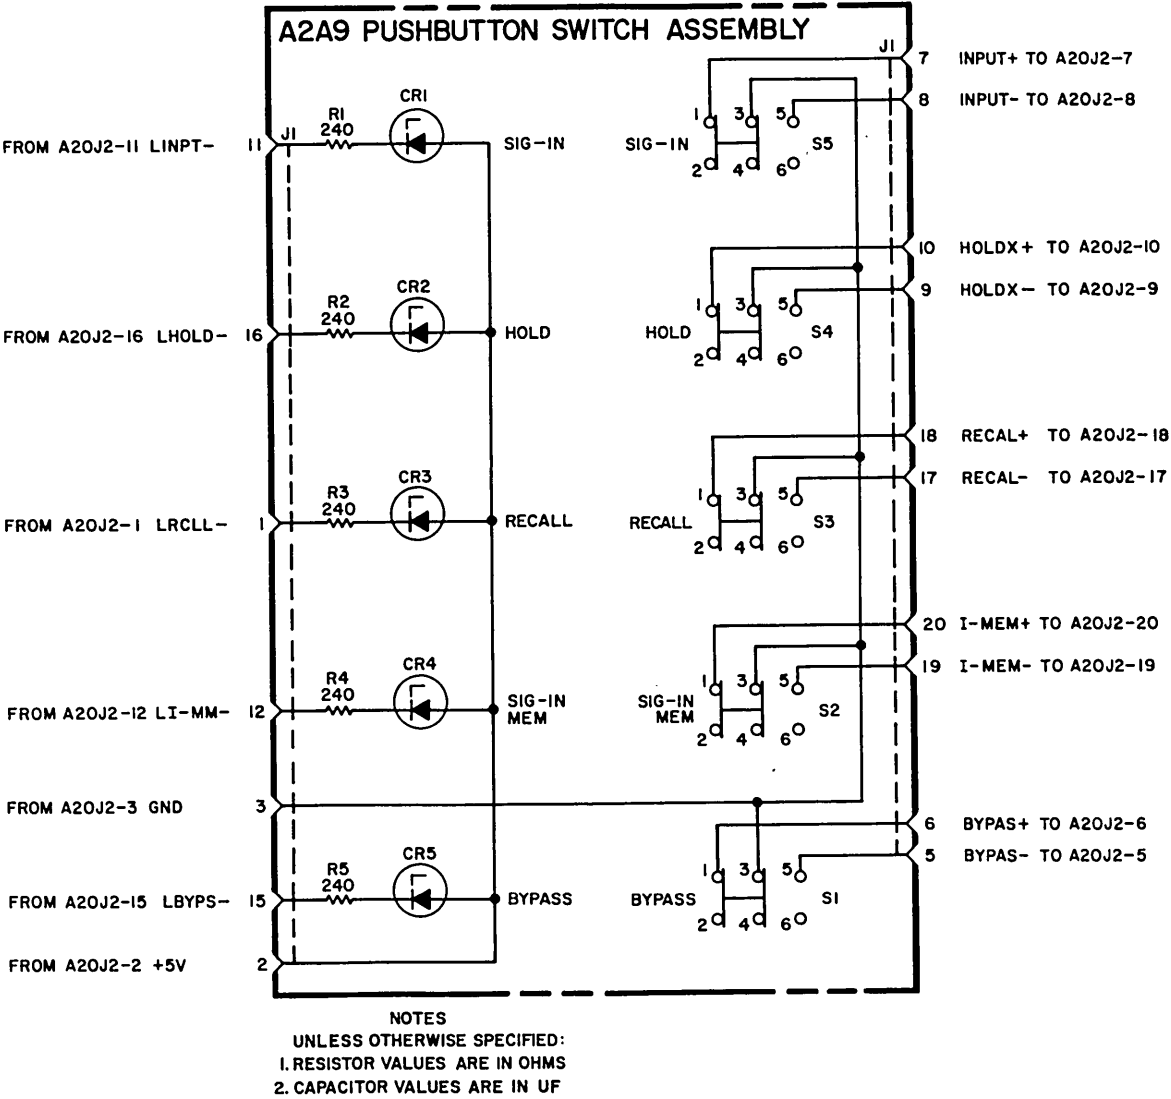 A2A9 PUSHBUTTON SWITCH ASSEMBLY
J1
7 INPUT+ TO A20J2-7
8 INPUT- TO A20J2-8
FROM A20J2-11 LINPT- 11
J1
R1
240
CR1
SIG-IN
SIG-IN
1 3 5
2 4 6
S5
10 HOLDX+ TO A20J2-10
9 HOLDX- TO A20J2-9
FROM A20J2-16 LHOLD- 16
R2
240
CR2
HOLD
HOLD
1 3 5
2 4 6
S4
18 RECAL+ TO A20J2-18
17 RECAL- TO A20J2-17
FROM A20J2-1 LRCLL- 1
R3
240
CR3
RECALL
RECALL
1 3 5
2 4 6
S3
20 I-MEM+ TO A20J2-20
19 I-MEM- TO A20J2-19
FROM A20J2-12 LI-MM- 12
R4
240
CR4
SIG-IN
MEM
SIG-IN
MEM
1 3 5
2 4 6
S2
FROM A20J2-3 GND 3
6 BYPAS+ TO A20J2-6
5 BYPAS- TO A20J2-5
FROM A20J2-15 LBYPS- 15
R5
240
CR5
BYPASS
BYPASS
1 3 5
2 4 6
S1
FROM A20J2-2 +5V 2
NOTES
UNLESS OTHERWISE SPECIFIED:
1. RESISTOR VALUES ARE IN OHMS
2. CAPACITOR VALUES ARE IN UF